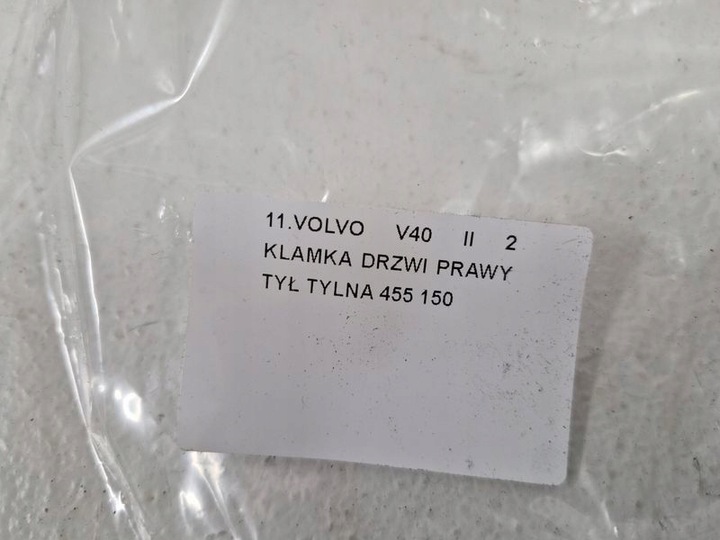 11.VOLVO V40 II 2
KLAMKA DRZWI PRAWY
TYŁ TYLNA 455 150